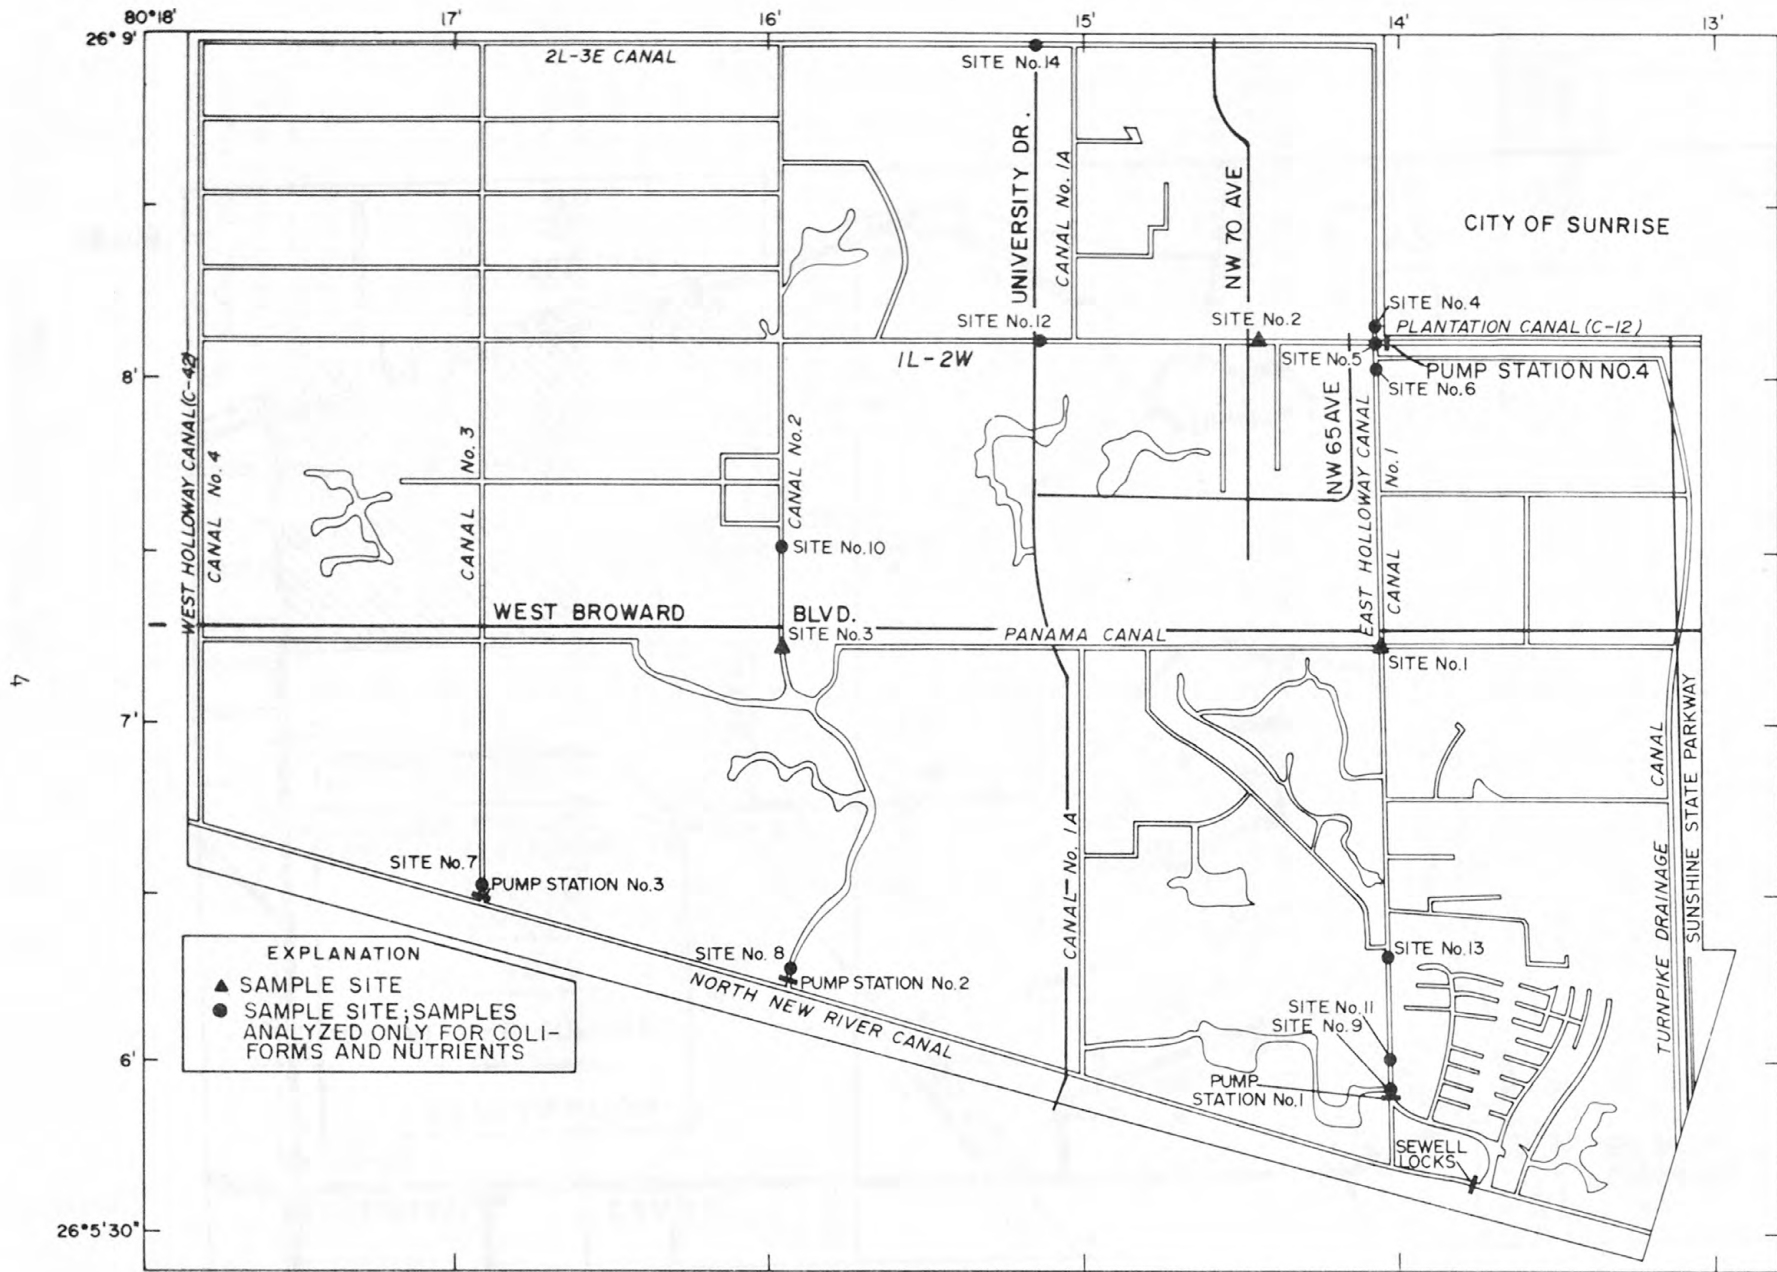 80°18'
17'
16'
15'
14'
13'
26°9'
2L-3E CANAL
SITE No.14
UNIVERSITY DR.
CANAL No. 1A
NW 70 AVE
CITY OF SUNRISE
SITE No.4
SITE No.12
SITE No.2
PLANTATION CANAL (C-12)
1L-2W
SITE No.5
PUMP STATION NO.4
SITE No.6
8'
WEST HOLLOWAY CANAL (C-42)
CANAL No. 4
CANAL No. 3
CANAL No.2
NW 65 AVE
EAST HOLLOWAY CANAL
CANAL No. 1
SITE No.10
WEST BROWARD BLVD.
SITE No.3
PANAMA CANAL
SITE No.1
4
7'
TURNPIKE DRAINAGE CANAL
SUNSHINE STATE PARKWAY
CANAL No. 1A
SITE No.7
PUMP STATION No.3
SITE No. 8
PUMP STATION No.2
NORTH NEW RIVER CANAL
SITE No.13
SITE No.11
SITE No.9
PUMP
STATION No.1
SEWELL
LOCKS
EXPLANATION
SAMPLE SITE
SAMPLE SITE; SAMPLES
ANALYZED ONLY FOR COLI-
FORMS AND NUTRIENTS
6'
26°5'30"